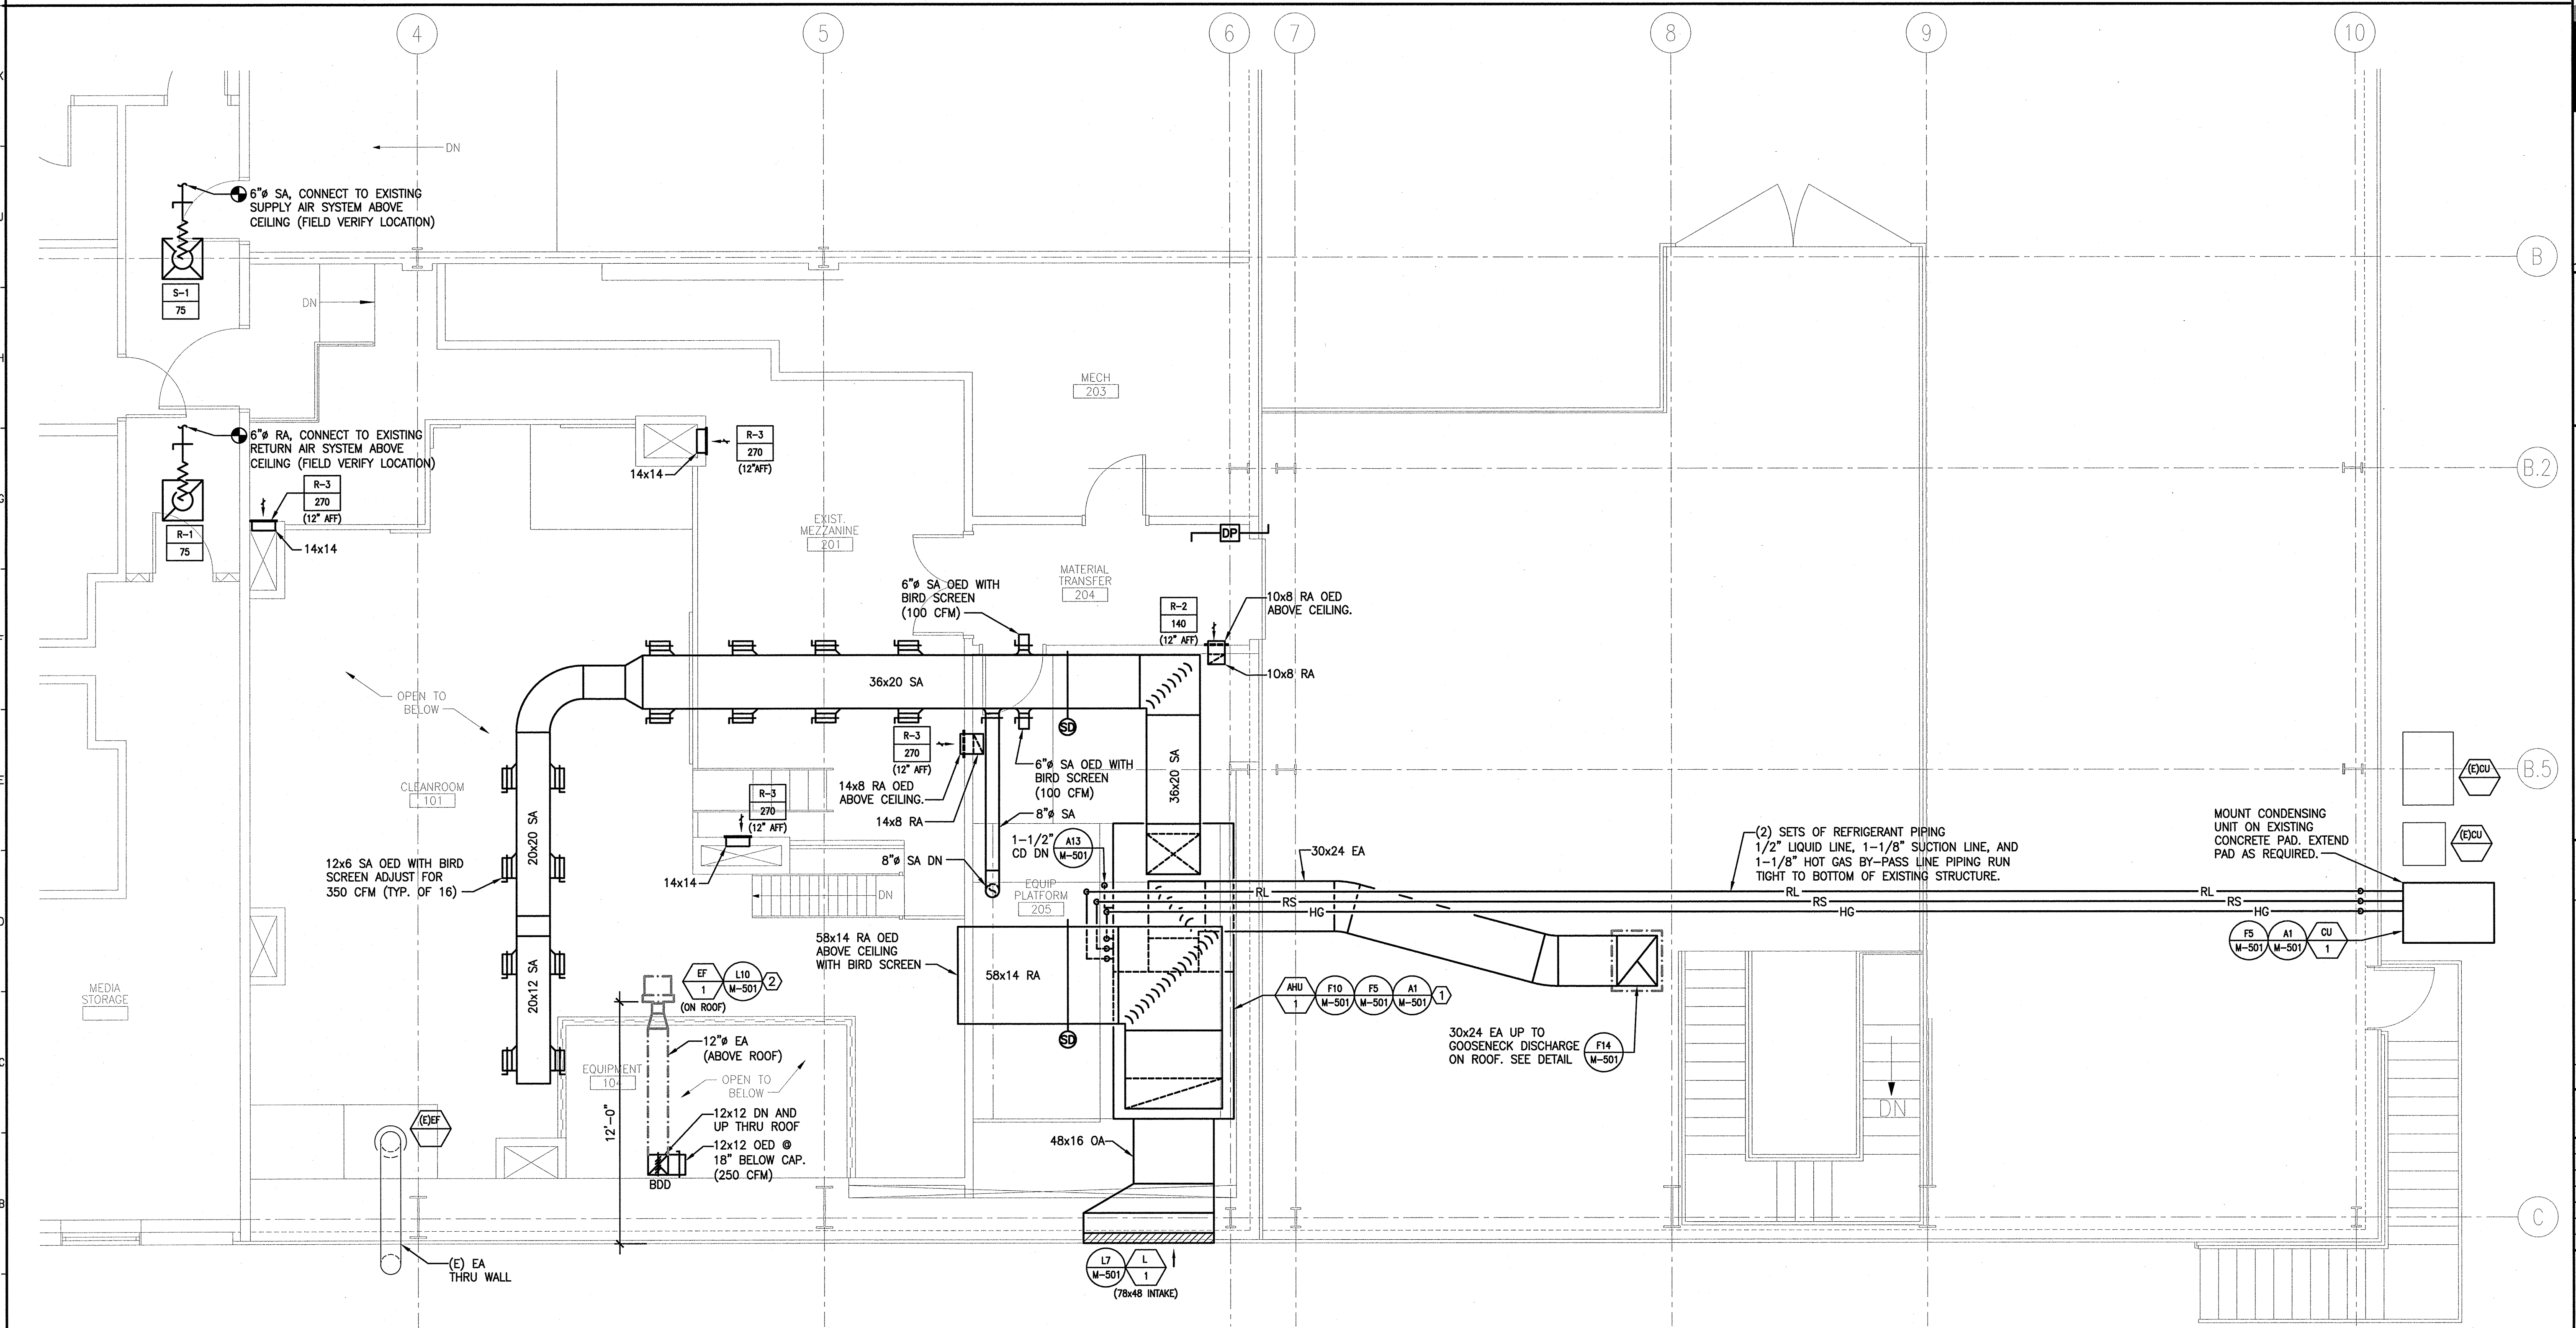 4
5
6
7
8
9
10
DN
6"ø SA, CONNECT TO EXISTING
SUPPLY AIR SYSTEM ABOVE
CEILING (FIELD VERIFY LOCATION)
B
S-1
75
DN
MECH
203
6"ø RA, CONNECT TO EXISTING
RETURN AIR SYSTEM ABOVE
CEILING (FIELD VERIFY LOCATION)
R-3
270
(12" AFF)
14x14
R-1
75
R-3
270
(12"AFF)
14x14
B.2
EXIST.
MEZZANINE
201
DP
MATERIAL
TRANSFER
204
6"ø SA OED WITH
BIRD SCREEN
(100 CFM)
R-2
140
(12" AFF)
10x8 RA OED
ABOVE CEILING.
10x8 RA
OPEN TO
BELOW
36x20 SA
SD
R-3
270
(12" AFF)
14x8 RA OED
ABOVE CEILING.
14x8 RA
6"ø SA OED WITH
BIRD SCREEN
(100 CFM)
36x20 SA
B.5
(E)CU
(E)CU
CLEANROOM
101
R-3
270
(12" AFF)
14x14
8"ø SA
1-1/2"
CD DN
A13
M-501
8"ø SA DN
S
20x20 SA
12x6 SA OED WITH BIRD
SCREEN ADJUST FOR
350 CFM (TYP. OF 16)
DN
EQUIP
PLATFORM
205
30x24 EA
(2) SETS OF REFRIGERANT PIPING
1/2" LIQUID LINE, 1-1/8" SUCTION LINE, AND
1-1/8" HOT GAS BY-PASS LINE PIPING RUN
TIGHT TO BOTTOM OF EXISTING STRUCTURE.
MOUNT CONDENSING
UNIT ON EXISTING
CONCRETE PAD. EXTEND
PAD AS REQUIRED.
RL
RL
RL
RS
RS
RS
HG
HG
HG
F5
M-501
A1
M-501
CU
1
58x14 RA OED
ABOVE CEILING
WITH BIRD SCREEN
58x14 RA
SD
MEDIA
STORAGE
20x12 SA
EF
1
L10
M-501
2
(ON ROOF)
AHU
1
F10
M-501
F5
M-501
A1
M-501
1
12"ø EA
(ABOVE ROOF)
30x24 EA UP TO
GOOSENECK DISCHARGE
ON ROOF. SEE DETAIL
F14
M-501
EQUIPMENT
104
OPEN TO
BELOW
12'-0"
12x12 DN AND
UP THRU ROOF
12x12 OED @
18" BELOW CAP.
(250 CFM)
BDD
(E)EF
48x16 OA
DN
C
(E) EA
THRU WALL
L7
M-501
L
1
(78x48 INTAKE)